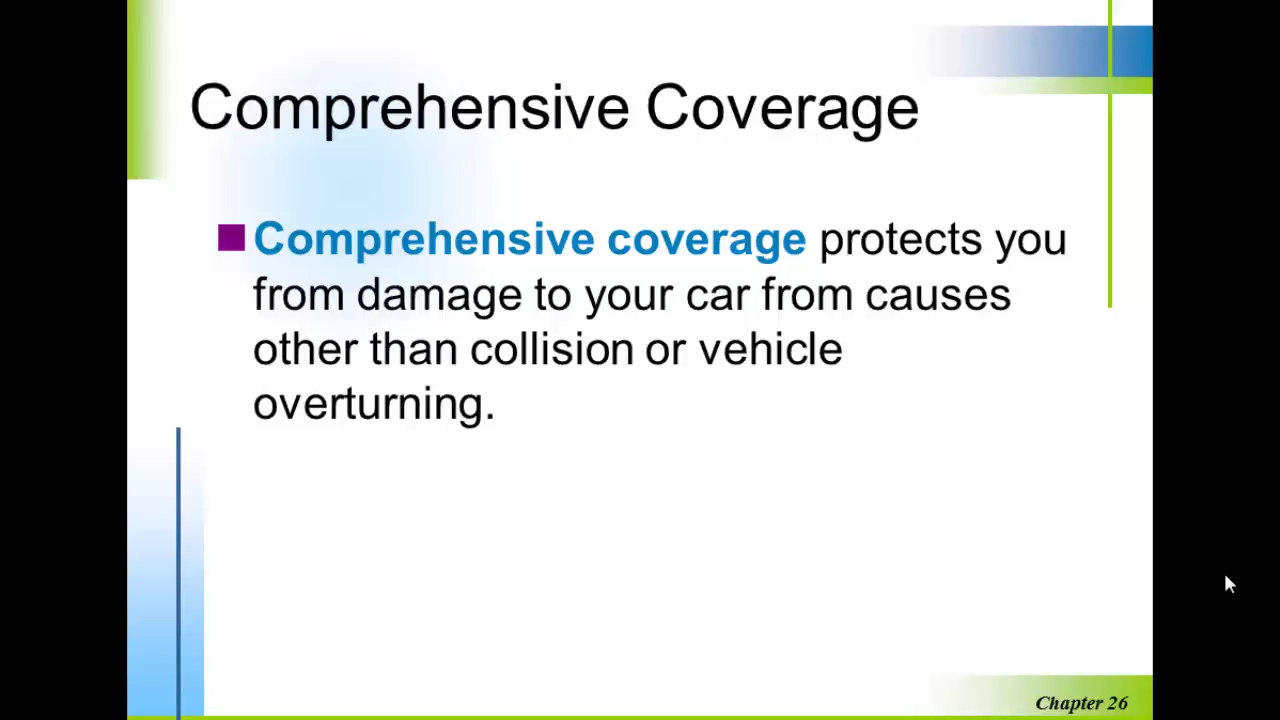 Comprehensive Coverage
Comprehensive coverage protects you
from damage to your car from causes
other than collision or vehicle
overturning.
Chapter 26